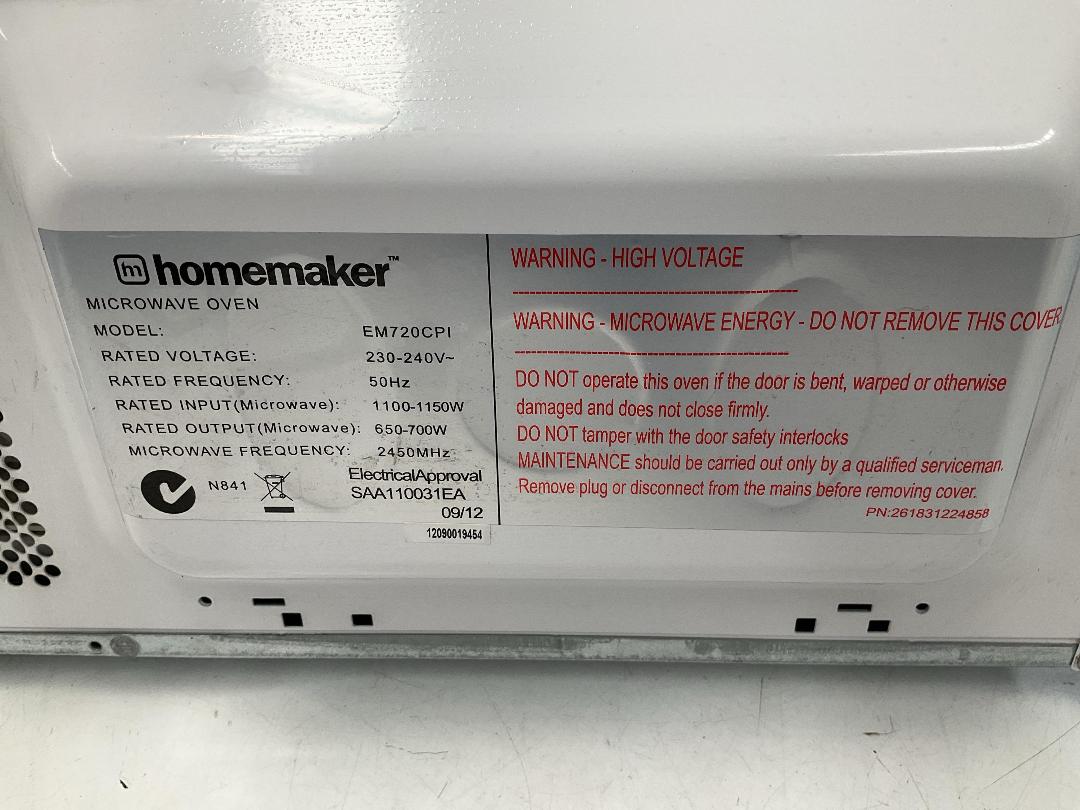 m homemaker™
MICROWAVE OVEN
MODEL: EM720CPI
RATED VOLTAGE: 230-240V~
RATED FREQUENCY: 50Hz
RATED INPUT(Microwave): 1100-1150W
RATED OUTPUT(Microwave): 650-700W
MICROWAVE FREQUENCY: 2450MHz
N841
ElectricalApproval
SAA110031EA
09/12
12090019454
WARNING - HIGH VOLTAGE
WARNING - MICROWAVE ENERGY - DO NOT REMOVE THIS COVER.
DO NOT operate this oven if the door is bent, warped or otherwise
damaged and does not close firmly.
DO NOT tamper with the door safety interlocks
MAINTENANCE should be carried out only by a qualified serviceman.
Remove plug or disconnect from the mains before removing cover.
PN:261831224858